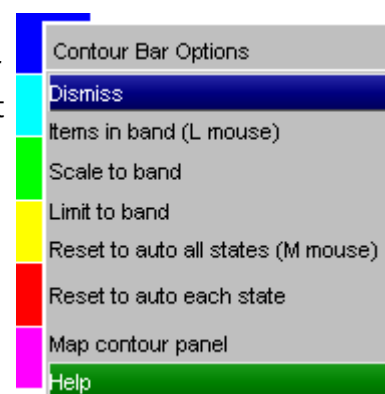 Contour Bar Options
Dismiss
Items in band (L mouse)
Scale to band
Limit to band
Reset to auto all states (M mouse)
Reset to auto each state
Map contour panel
Help